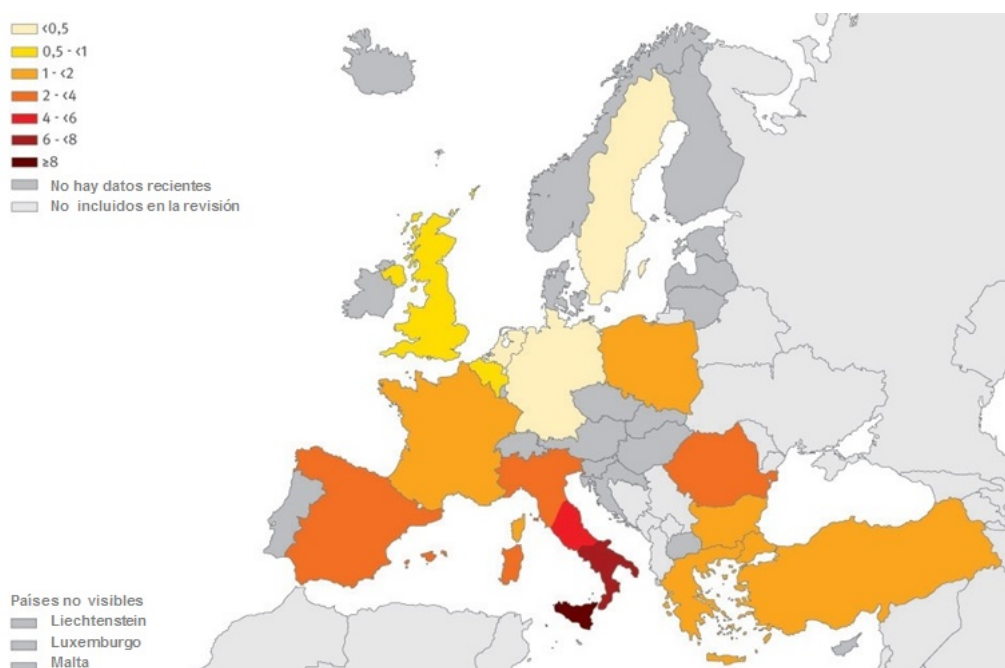 <0,5
0,5 - <1
1 - <2
2 - <4
4 - <6
6 - <8
≥8
No hay datos recientes
No incluidos en la revisión
Países no visibles
Liechtenstein
Luxemburgo
Malta